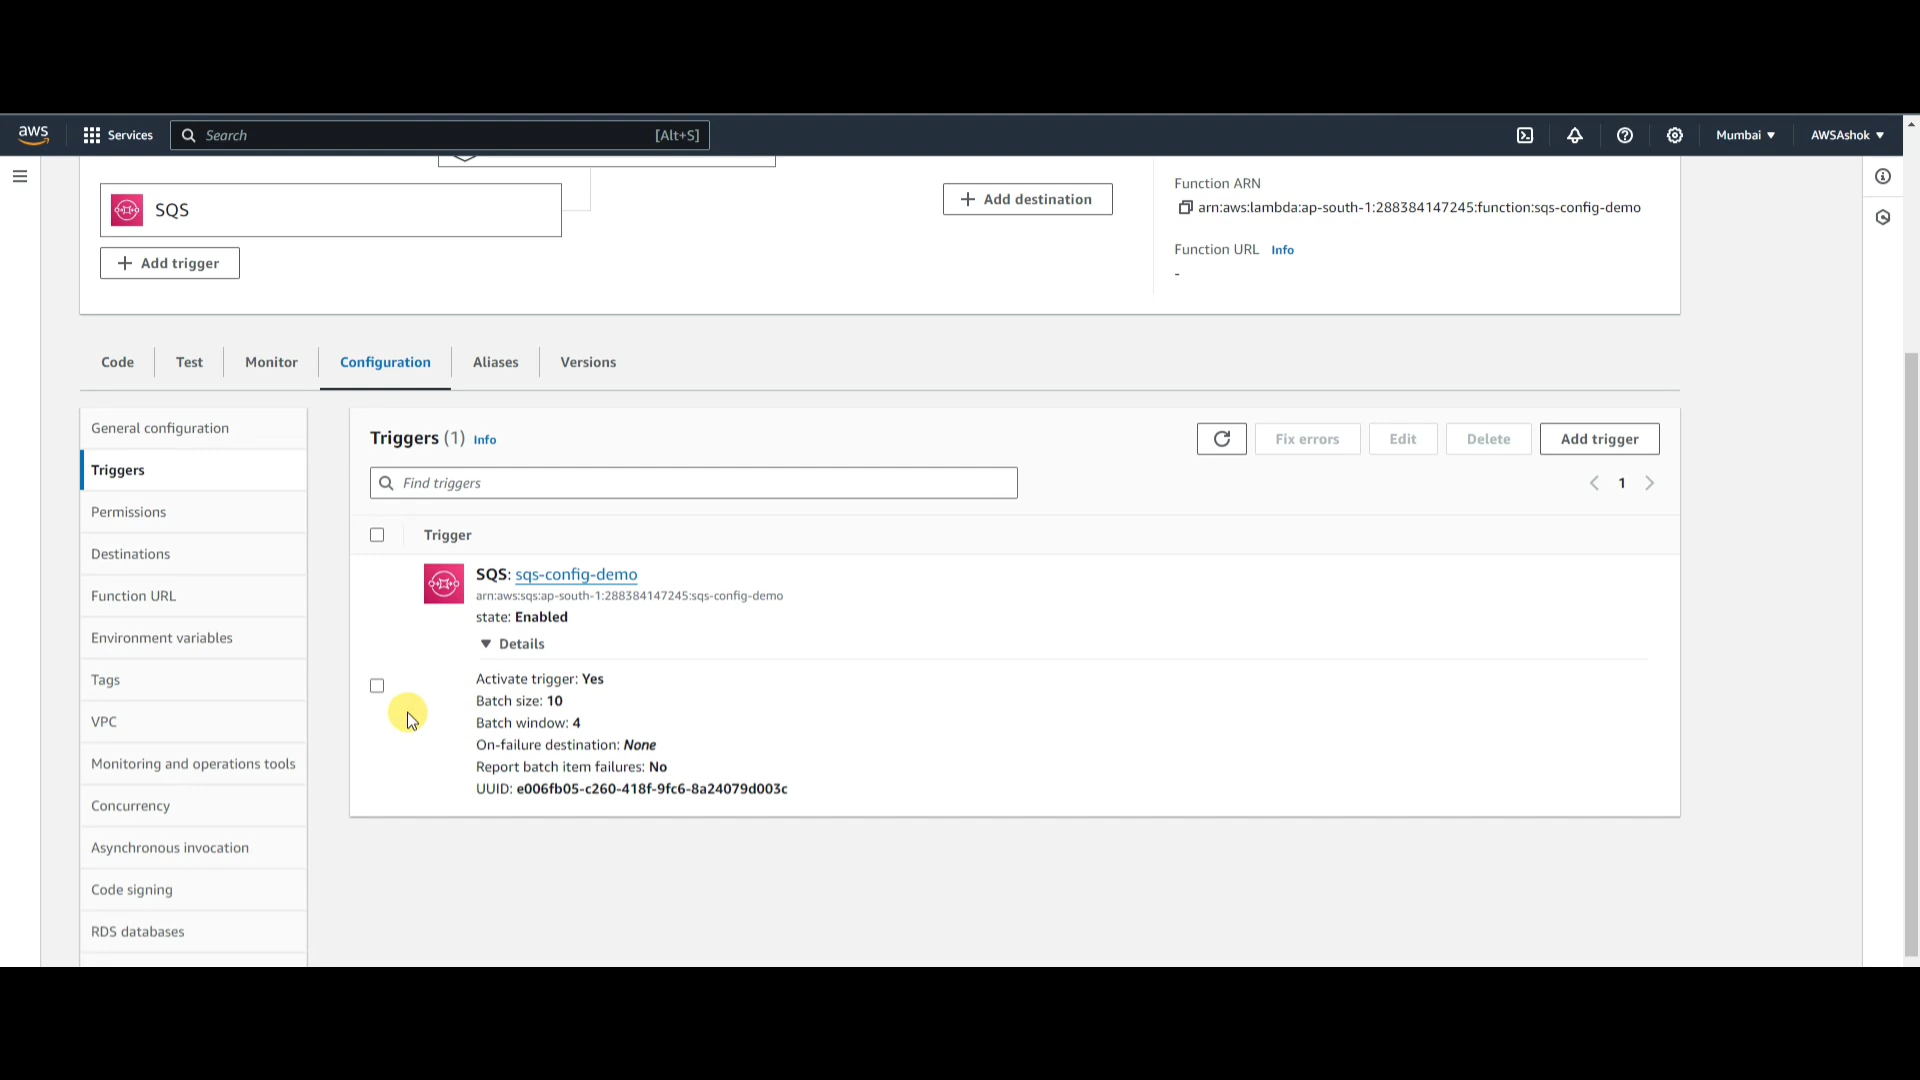 aws
Services
Search
[Alt+S]
Mumbai ▼
AWSAshok ▼
SQS
Add destination
Add trigger
Function ARN
arn:aws:lambda:ap-south-1:288384147245:function:sqs-config-demo
Function URL Info
-
Code
Test
Monitor
Configuration
Aliases
Versions
General configuration
Triggers
Permissions
Destinations
Function URL
Environment variables
Tags
VPC
Monitoring and operations tools
Concurrency
Asynchronous invocation
Code signing
RDS databases
Triggers (1) Info
Fix errors
Edit
Delete
Add trigger
Find triggers
1
Trigger
SQS: sqs-config-demo
arn:aws:sqs:ap-south-1:288384147245:sqs-config-demo
state: Enabled
▼ Details
Activate trigger: Yes
Batch size: 10
Batch window: 4
On-failure destination: None
Report batch item failures: No
UUID: e006fb05-c260-418f-9fc6-8a24079d003c